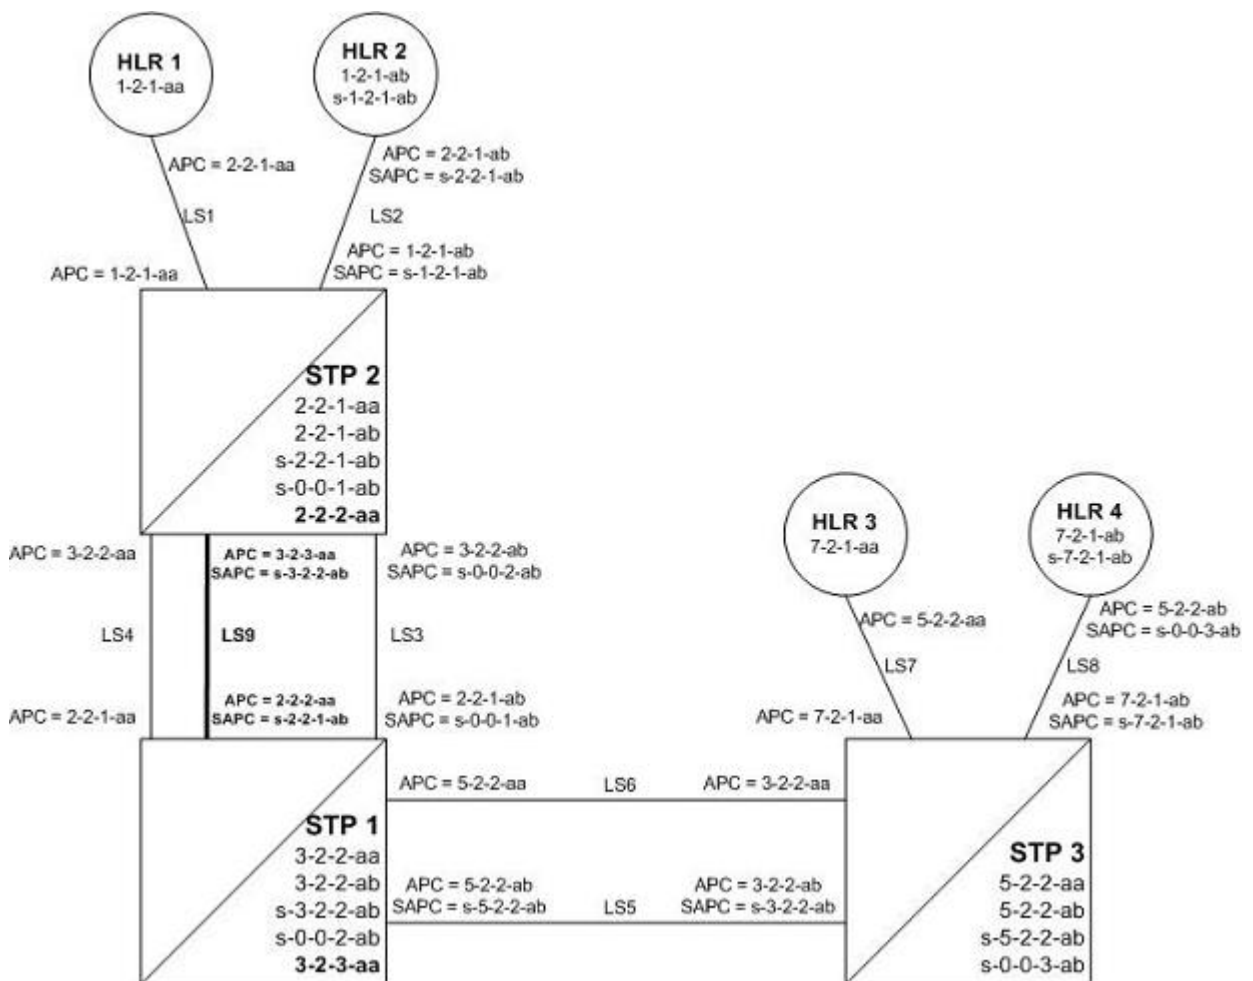 HLR 1
1-2-1-aa
HLR 2
1-2-1-ab
s-1-2-1-ab
APC = 2-2-1-aa
APC = 2-2-1-ab
SAPC = s-2-2-1-ab
LS1
LS2
APC = 1-2-1-aa
APC = 1-2-1-ab
SAPC = s-1-2-1-ab
STP 2
2-2-1-aa
2-2-1-ab
s-2-2-1-ab
s-0-0-1-ab
2-2-2-aa
APC = 3-2-2-aa
APC = 3-2-3-aa
SAPC = s-3-2-2-ab
APC = 3-2-2-ab
SAPC = s-0-0-2-ab
LS4
LS9
LS3
APC = 2-2-1-aa
APC = 2-2-2-aa
SAPC = s-2-2-1-ab
APC = 2-2-1-ab
SAPC = s-0-0-1-ab
HLR 3
7-2-1-aa
HLR 4
7-2-1-ab
s-7-2-1-ab
APC = 5-2-2-aa
APC = 5-2-2-ab
SAPC = s-0-0-3-ab
LS7
LS8
APC = 7-2-1-aa
APC = 7-2-1-ab
SAPC = s-7-2-1-ab
STP 1
3-2-2-aa
3-2-2-ab
s-3-2-2-ab
s-0-0-2-ab
3-2-3-aa
APC = 5-2-2-aa
LS6
APC = 3-2-2-aa
APC = 5-2-2-ab
SAPC = s-5-2-2-ab
LS5
APC = 3-2-2-ab
SAPC = s-3-2-2-ab
STP 3
5-2-2-aa
5-2-2-ab
s-5-2-2-ab
s-0-0-3-ab